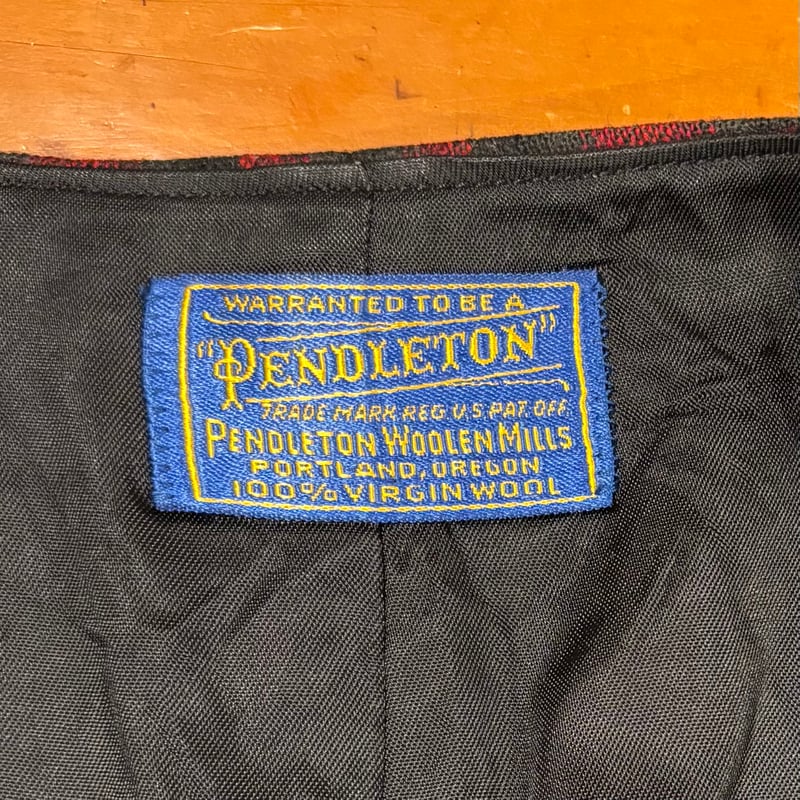 WARRANTED TO BE A
"PENDLETON"
TRADE MARK REG U.S. PAT. OFF.
PENDLETON WOOLEN MILLS
PORTLAND, OREGON
100% VIRGIN WOOL